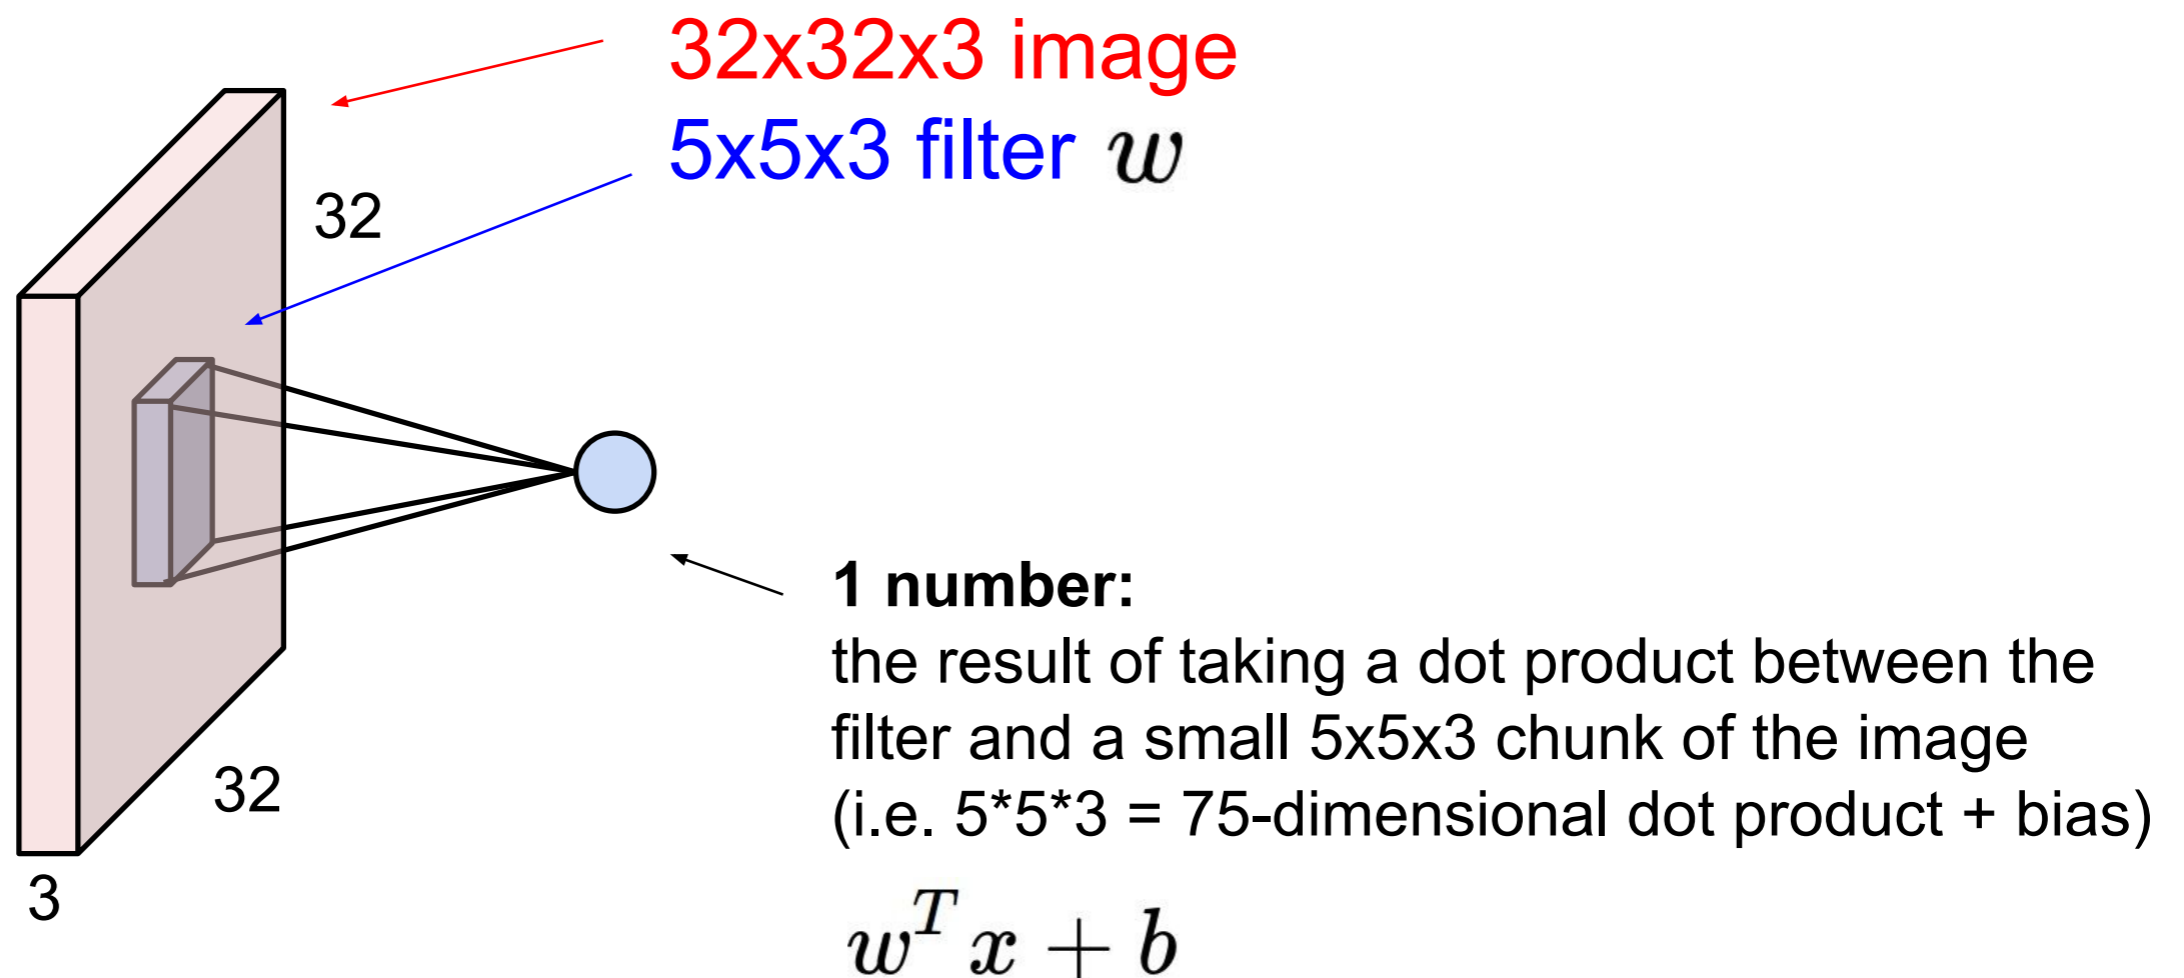 32x32x3 image
5x5x3 filter w
32
32
3
1 number:
the result of taking a dot product between the
filter and a small 5x5x3 chunk of the image
(i.e. 5*5*3 = 75-dimensional dot product + bias)
w^T x + b